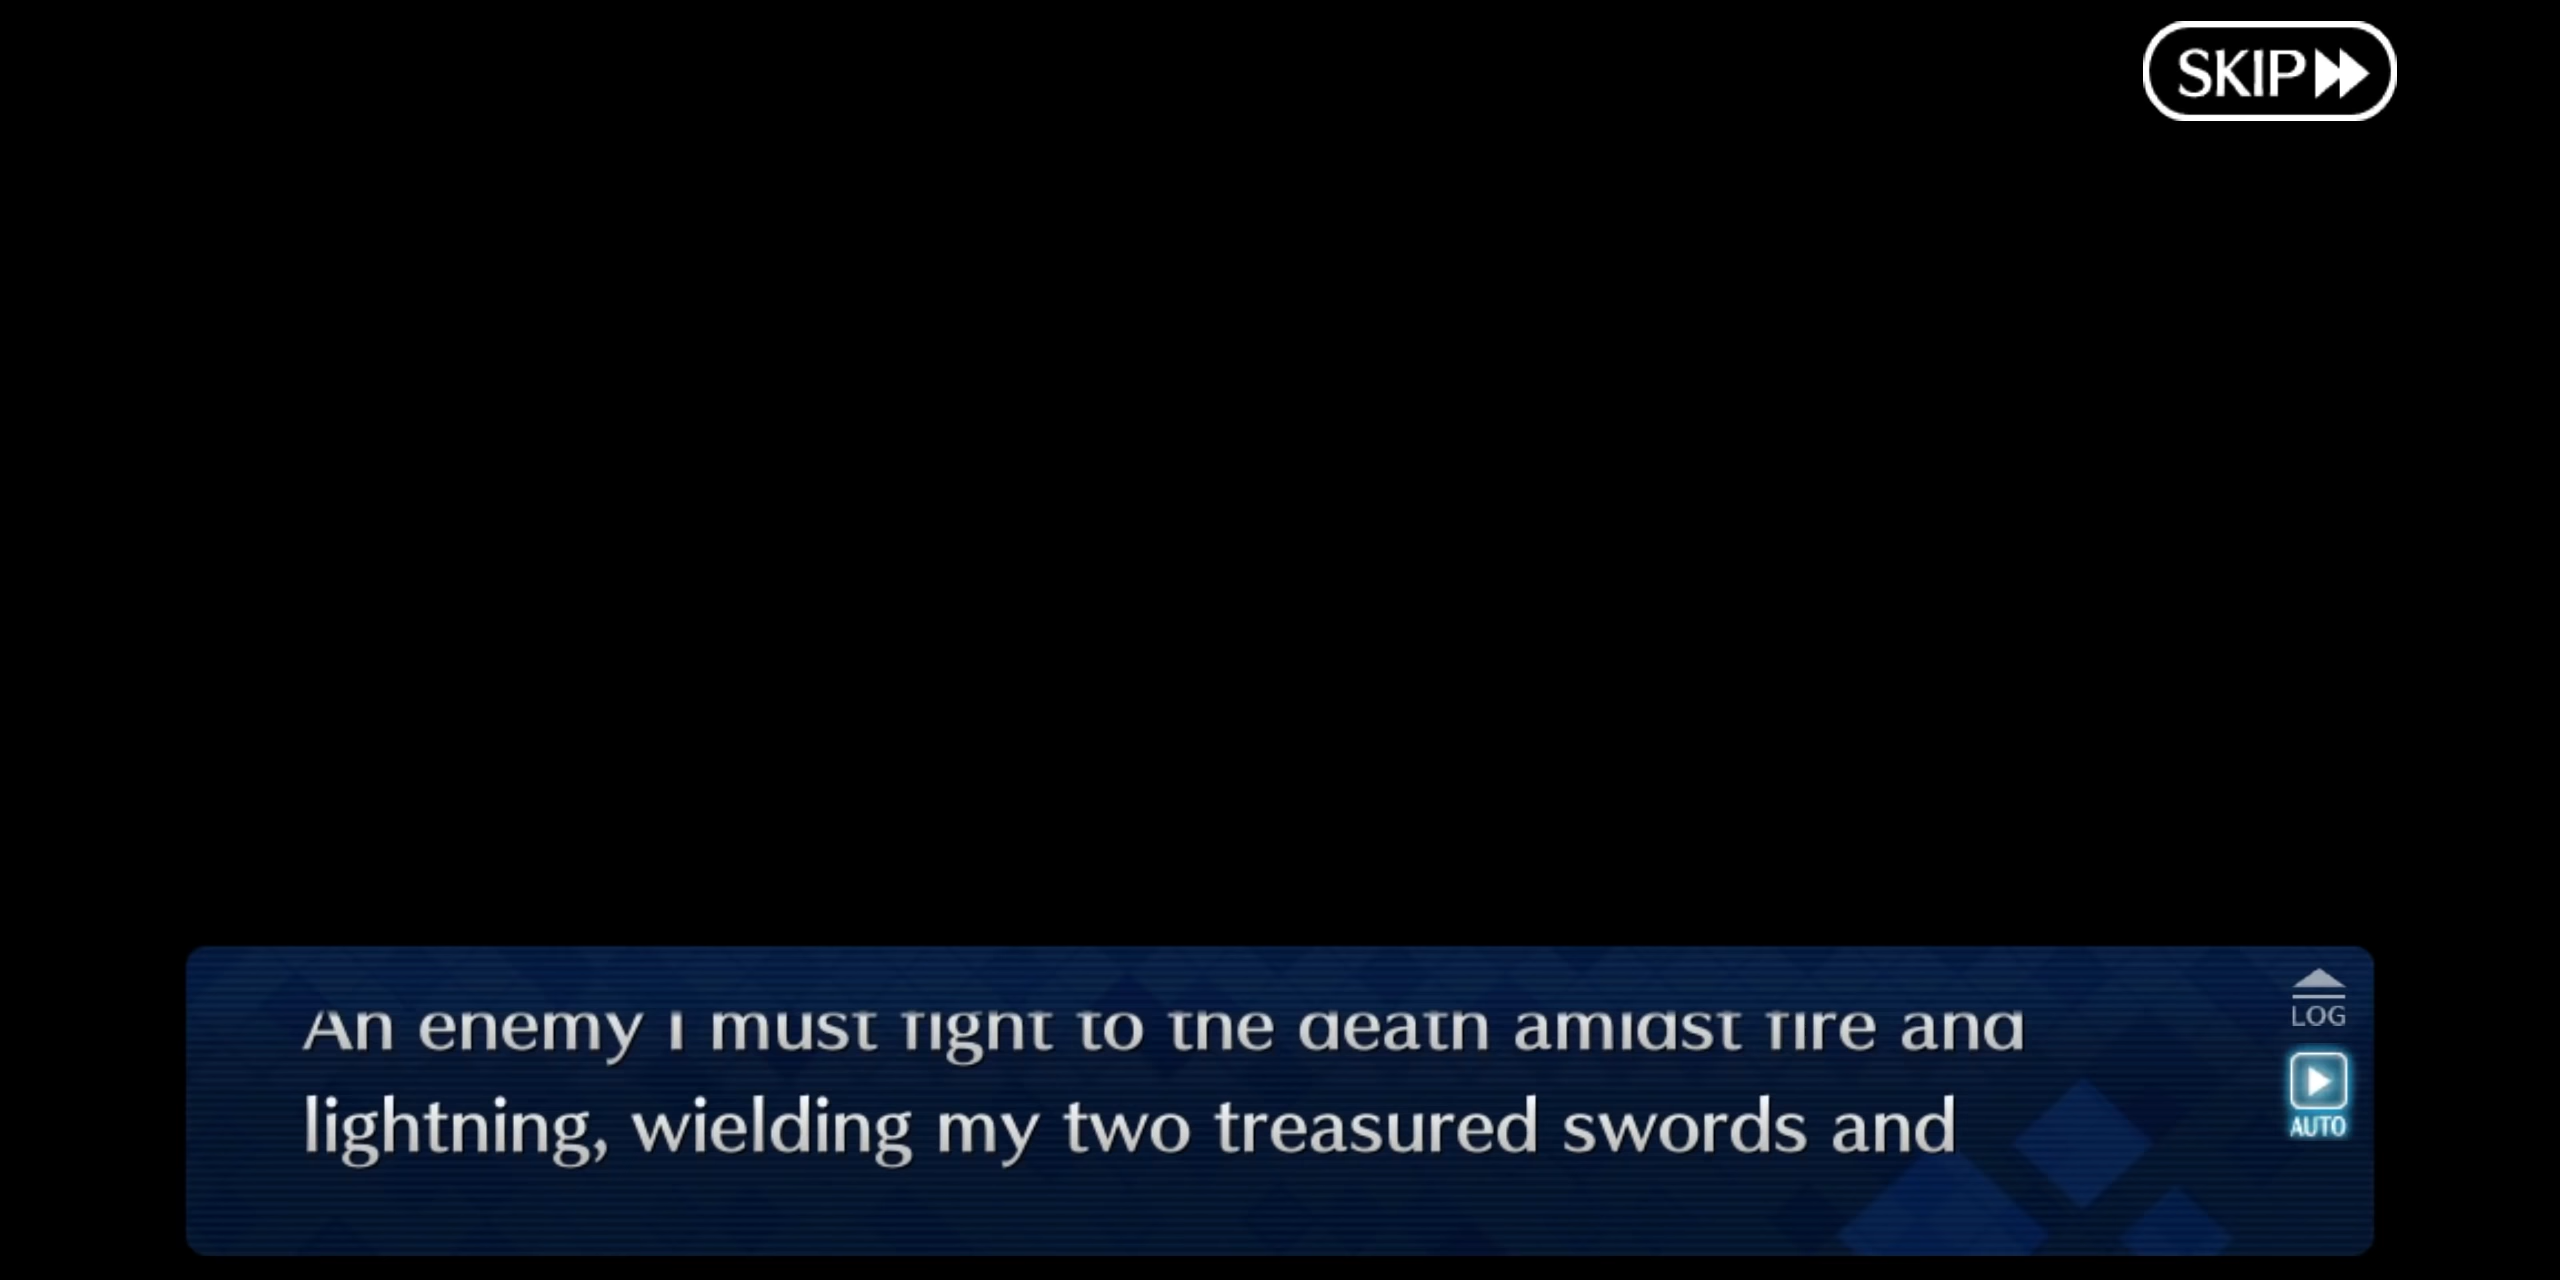 SKIP
An enemy I must fight to the death amidst fire and
lightning, wielding my two treasured swords and
LOG
AUTO